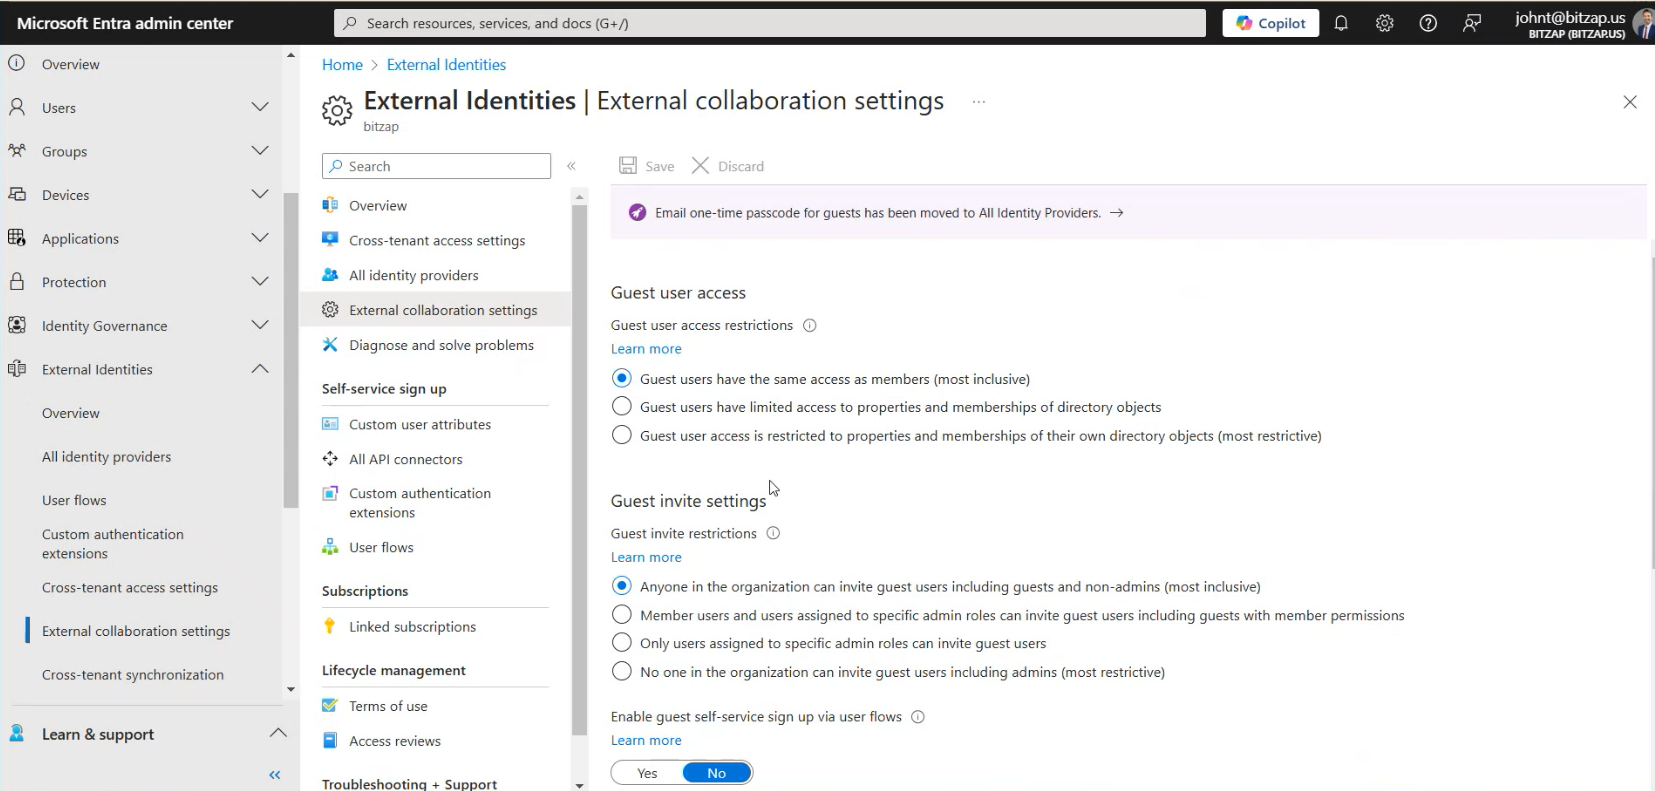 Microsoft Entra admin center
Search resources, services, and docs (G+/)
Copilot
johnt@bitzap.us
BITZAP (BITZAP.US)
Overview
Users
Groups
Devices
Applications
Protection
Identity Governance
External Identities
Overview
All identity providers
User flows
Custom authentication
extensions
Cross-tenant access settings
External collaboration settings
Cross-tenant synchronization
Learn & support
«
Home > External Identities
External Identities | External collaboration settings ...
bitzap
Search
«
Overview
Cross-tenant access settings
All identity providers
External collaboration settings
Diagnose and solve problems
Self-service sign up
Custom user attributes
All API connectors
Custom authentication
extensions
User flows
Subscriptions
Linked subscriptions
Lifecycle management
Terms of use
Access reviews
Troubleshooting + Support
Save
Discard
Email one-time passcode for guests has been moved to All Identity Providers. →
Guest user access
Guest user access restrictions
Learn more
Guest users have the same access as members (most inclusive)
Guest users have limited access to properties and memberships of directory objects
Guest user access is restricted to properties and memberships of their own directory objects (most restrictive)
Guest invite settings
Guest invite restrictions
Learn more
Anyone in the organization can invite guest users including guests and non-admins (most inclusive)
Member users and users assigned to specific admin roles can invite guest users including guests with member permissions
Only users assigned to specific admin roles can invite guest users
No one in the organization can invite guest users including admins (most restrictive)
Enable guest self-service sign up via user flows
Learn more
Yes
No